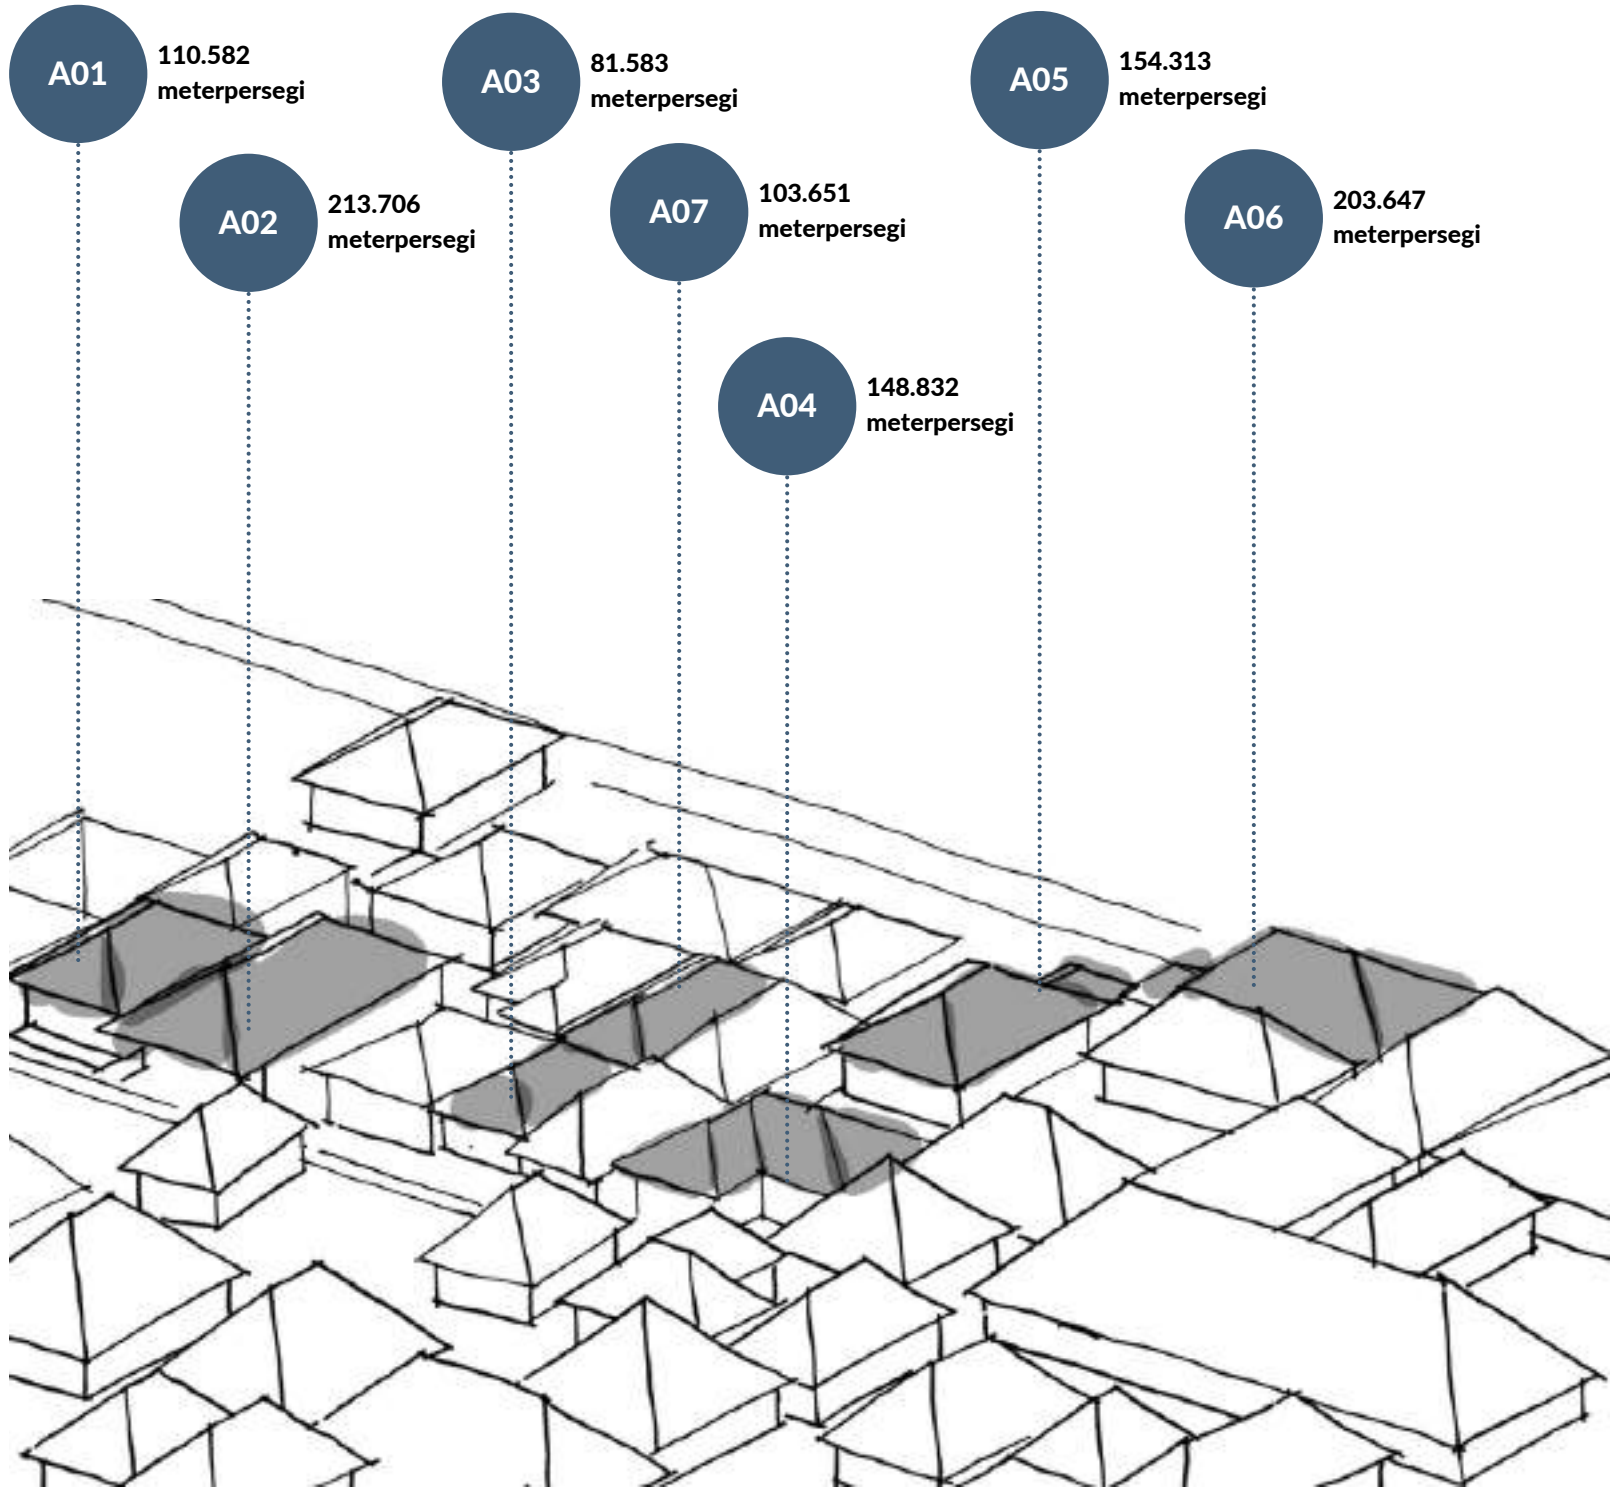 A01
110.582
meterpersegi
A03
81.583
meterpersegi
A05
154.313
meterpersegi
A02
213.706
meterpersegi
A07
103.651
meterpersegi
A06
203.647
meterpersegi
A04
148.832
meterpersegi